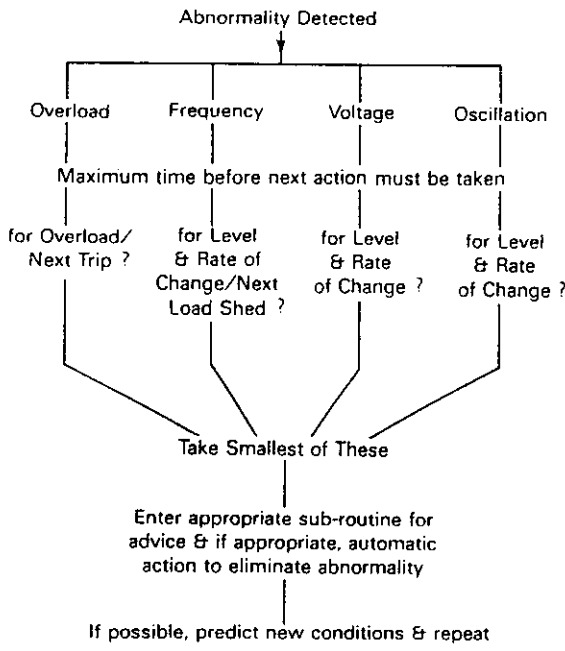 Abnormality Detected
Overload
Frequency
Voltage
Oscillation
Maximum time before next action must be taken
for Overload/
Next Trip ?
for Level
& Rate of
Change/Next
Load Shed ?
for Level
& Rate
of Change ?
for Level
& Rate
of Change ?
Take Smallest of These
Enter appropriate sub-routine for
advice & if appropriate, automatic
action to eliminate abnormality
If possible, predict new conditions & repeat